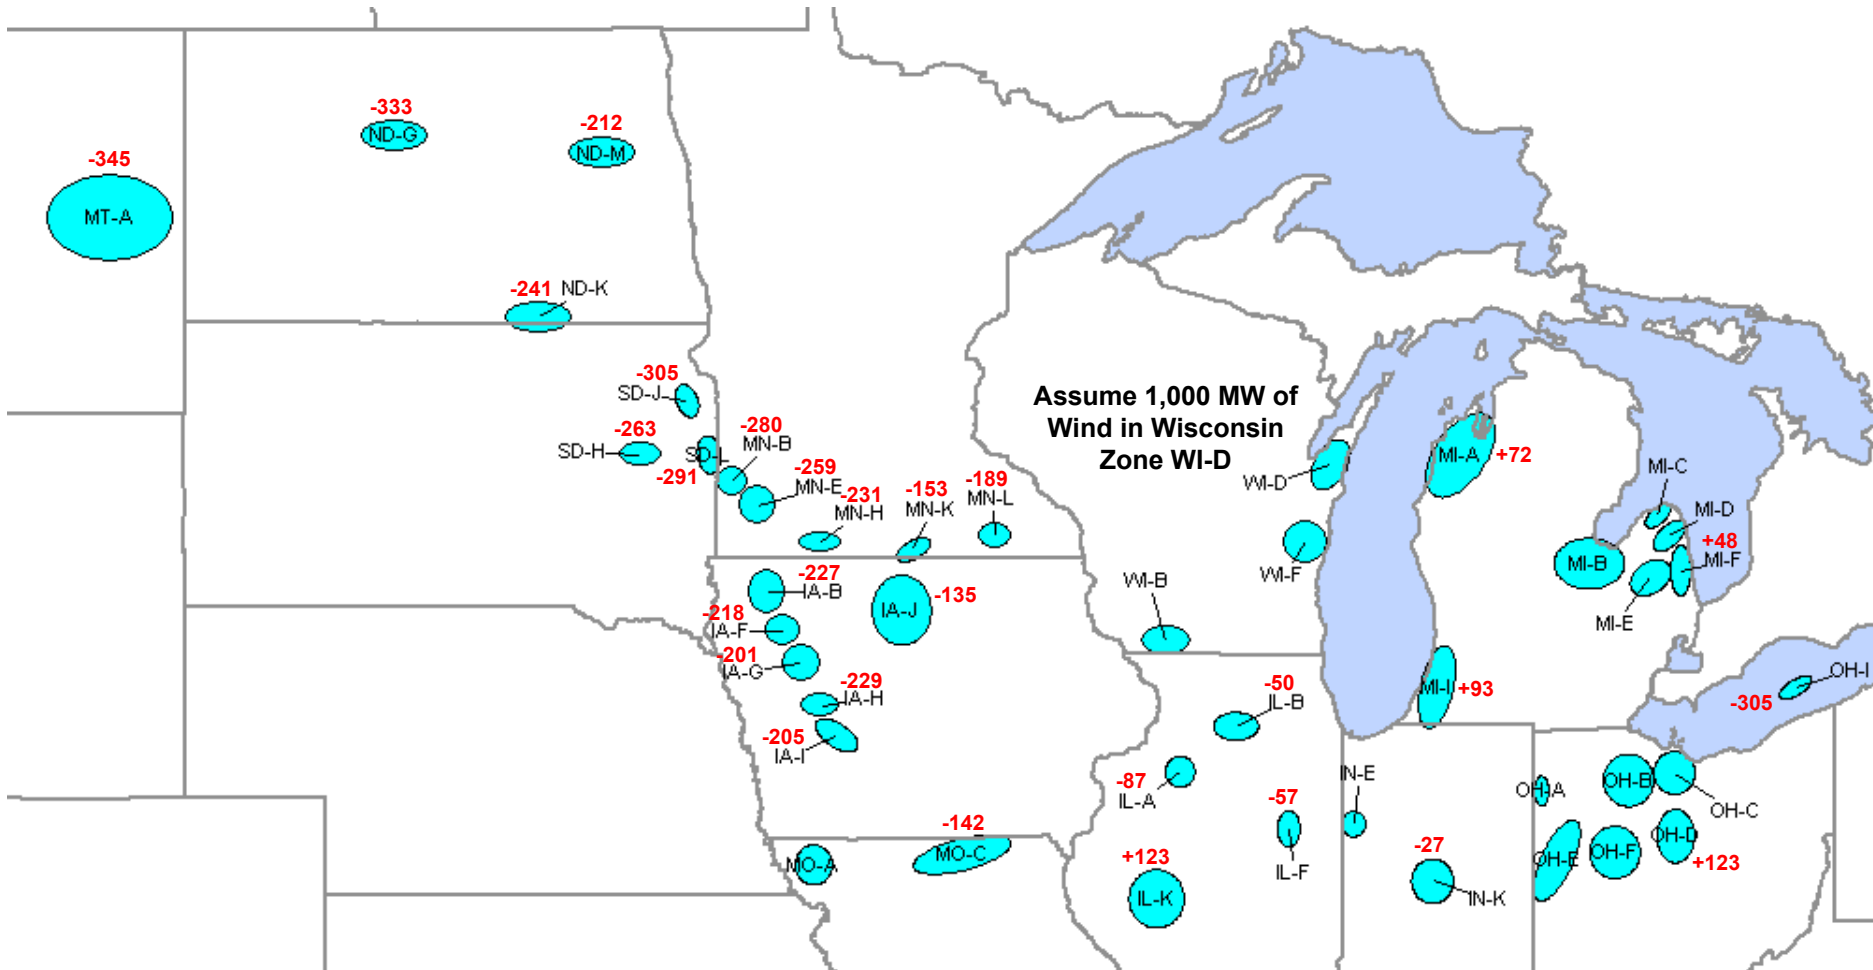 -333
ND-G
-212
ND-M
-345
MT-A
-241
ND-K
-305
SD-J
-263
SD-H
SD-L
-291
-280
MN-B
-259
MN-E
-231
MN-H
-153
MN-K
-189
MN-L
Assume 1,000 MW of
Wind in Wisconsin
Zone WI-D
WI-D
WI-F
WI-B
MI-A
+72
MI-C
MI-D
+48
MI-F
MI-B
MI-E
MI-I
+93
-227
IA-B
-218
IA-F
-201
IA-G
-229
IA-H
-205
IA-I
IA-J
-135
-50
IL-B
-87
IL-A
-57
IL-F
+123
IL-K
-142
MO-C
MO-A
IN-E
-27
IN-K
OH-I
-305
OH-A
OH-B
OH-C
OH-D
+123
OH-E
OH-F